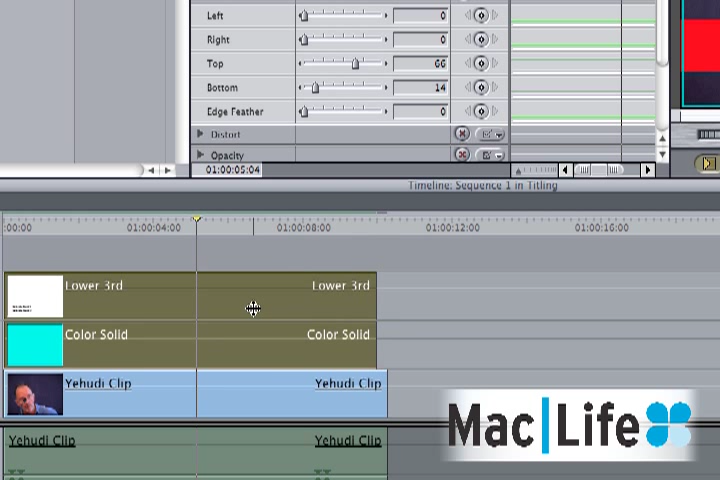 Left 0
Right 0
Top 66
Bottom 14
Edge Feather 0
Distort
Opacity
01:00:05:04
Timeline: Sequence 1 in Titling
:00:00 01:00:04:00 01:00:08:00 01:00:12:00 01:00:16:00
Lower 3rd Lower 3rd
Color Solid Color Solid
Yehudi Clip Yehudi Clip
Mac|Life
Yehudi Clip Yehudi Clip